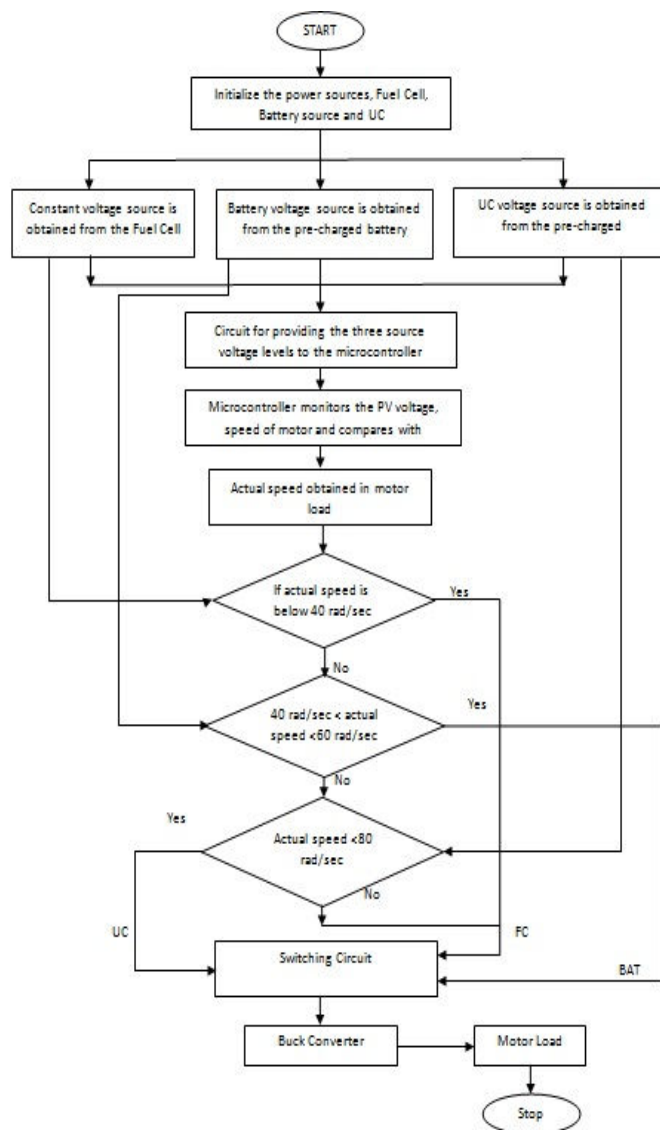 START
Initialize the power sources, Fuel Cell,
Battery source and UC
Constant voltage source is
obtained from the Fuel Cell
Battery voltage source is obtained
from the pre-charged battery
UC voltage source is obtained
from the pre-charged
Circuit for providing the three source
voltage levels to the microcontroller
Microcontroller monitors the PV voltage,
speed of motor and compares with
Actual speed obtained in motor
load
If actual speed is
below 40 rad/sec
Yes
No
40 rad/sec < actual
speed <60 rad/sec
Yes
No
Yes
Actual speed <80
rad/sec
No
UC
FC
Switching Circuit
BAT
Buck Converter
Motor Load
Stop